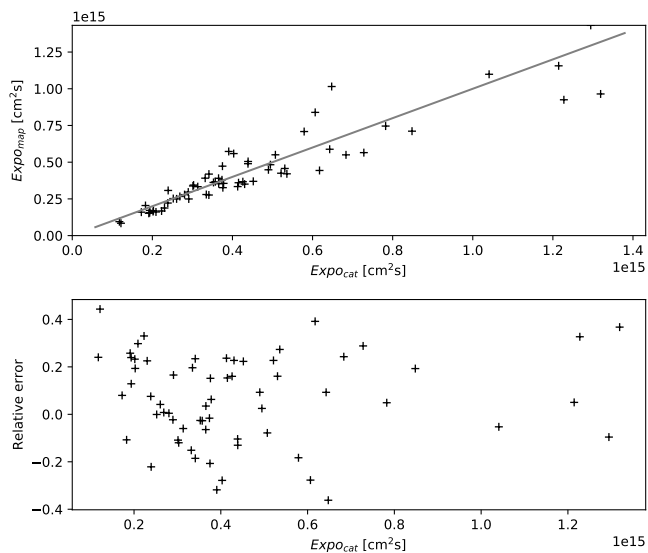 1e15
1.25
1.00
0.75
0.50
0.25
0.00
Expo_map [cm²s]
0.0 0.2 0.4 0.6 0.8 1.0 1.2 1.4
Expo_cat [cm²s]
1e15
0.4
0.2
0.0
−0.2
−0.4
Relative error
0.2 0.4 0.6 0.8 1.0 1.2
Expo_cat [cm²s]
1e15